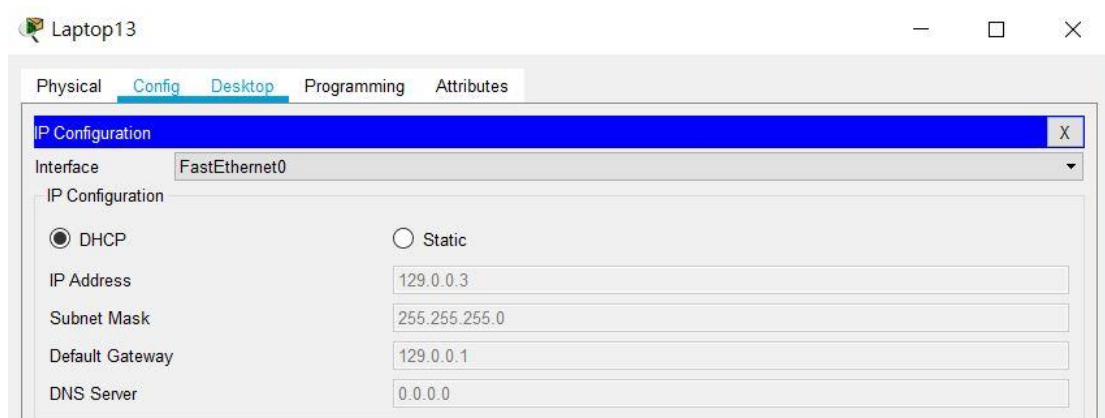 Laptop13
Physical Config Desktop Programming Attributes
IP Configuration X
Interface FastEthernet0
IP Configuration
DHCP Static
IP Address 129.0.0.3
Subnet Mask 255.255.255.0
Default Gateway 129.0.0.1
DNS Server 0.0.0.0